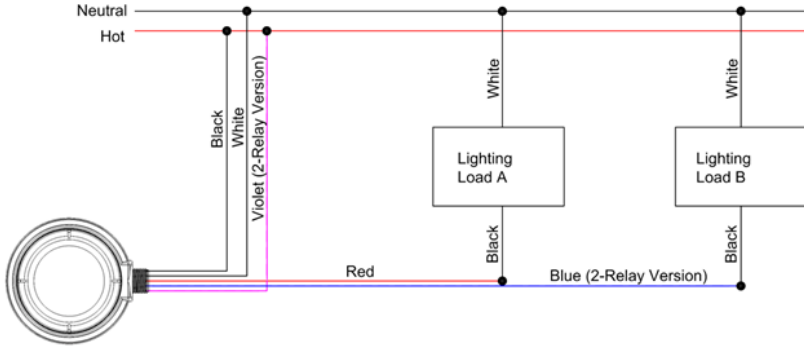 Neutral
Hot
Black
White
Violet (2-Relay Version)
White
White
Lighting
Load A
Lighting
Load B
Black
Black
Red
Blue (2-Relay Version)